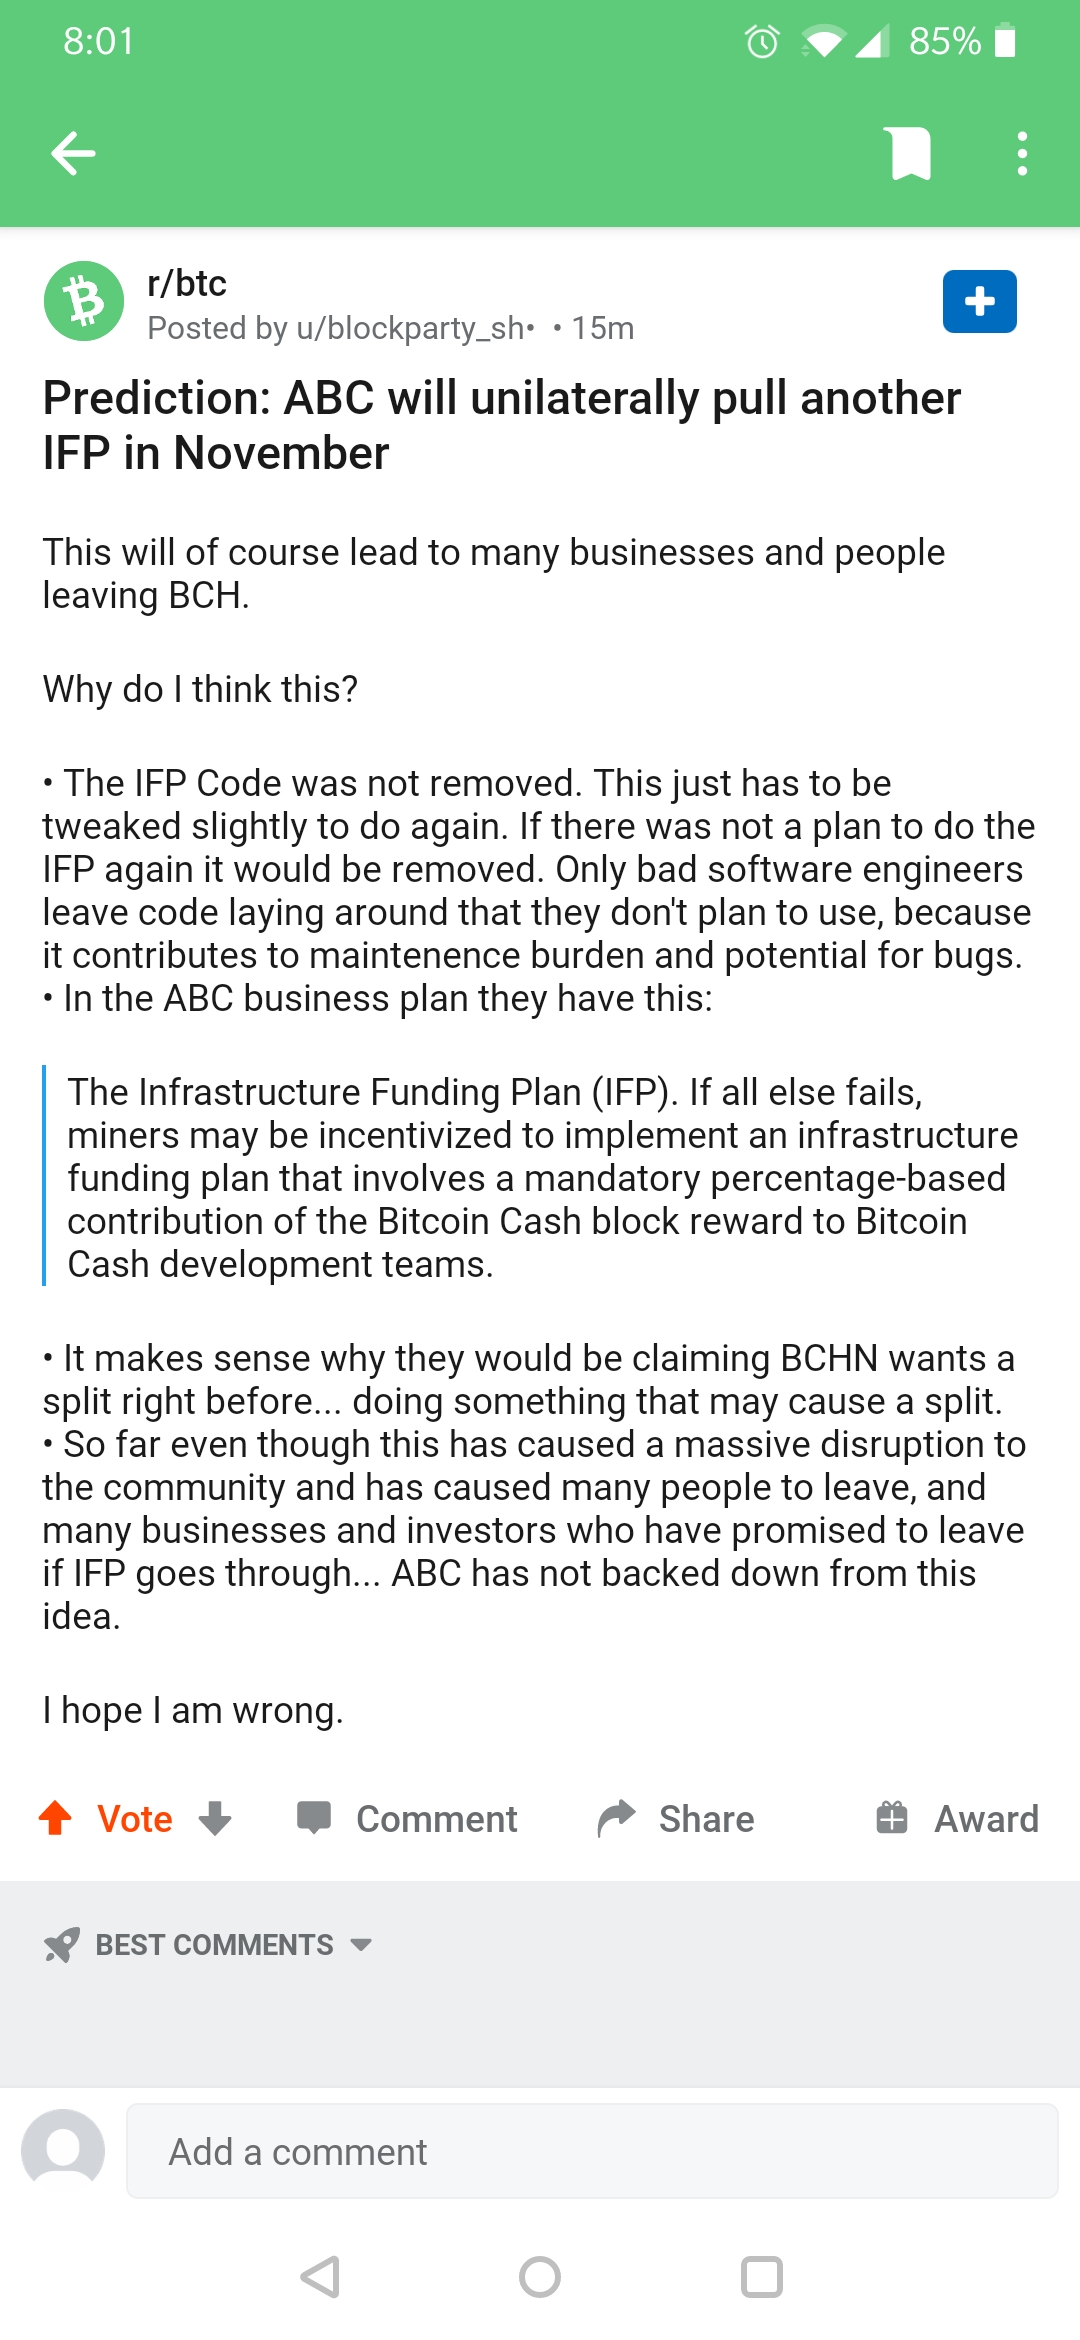 8:01
85%
r/btc
Posted by u/blockparty_sh• • 15m
Prediction: ABC will unilaterally pull another
IFP in November
This will of course lead to many businesses and people
leaving BCH.
Why do I think this?
• The IFP Code was not removed. This just has to be
tweaked slightly to do again. If there was not a plan to do the
IFP again it would be removed. Only bad software engineers
leave code laying around that they don't plan to use, because
it contributes to maintenence burden and potential for bugs.
• In the ABC business plan they have this:
The Infrastructure Funding Plan (IFP). If all else fails,
miners may be incentivized to implement an infrastructure
funding plan that involves a mandatory percentage-based
contribution of the Bitcoin Cash block reward to Bitcoin
Cash development teams.
• It makes sense why they would be claiming BCHN wants a
split right before... doing something that may cause a split.
• So far even though this has caused a massive disruption to
the community and has caused many people to leave, and
many businesses and investors who have promised to leave
if IFP goes through... ABC has not backed down from this
idea.
I hope I am wrong.
Vote Comment Share Award
BEST COMMENTS
Add a comment